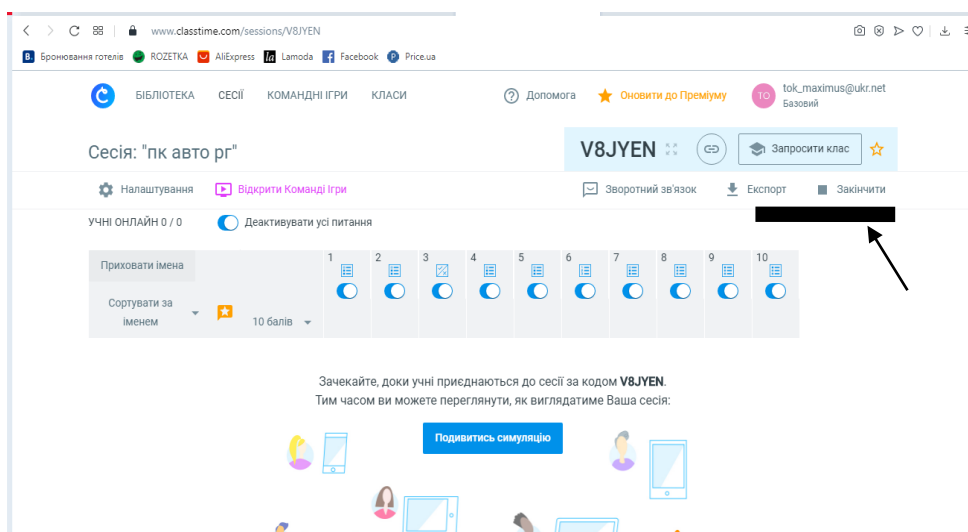 www.classtime.com/sessions/V8JYEN
B. Бронювання готелів ROZETKA AliExpress la Lamoda Facebook P Price.ua
БІБЛІОТЕКА СЕСІЇ КОМАНДНІ ІГРИ КЛАСИ ? Допомога Оновити до Преміуму TO tok_maximus@ukr.net
Базовий
Сесія: "пк авто рг" V8JYEN Запросити клас
Налаштування Відкрити Команді Ігри Зворотний зв'язок Експорт Закінчити
УЧНІ ОНЛАЙН 0 / 0 Деактивувати усі питання
Приховати імена 1 2 3 4 5 6 7 8 9 10
Сортувати за
іменем 10 балів
Зачекайте, доки учні приєднаються до сесії за кодом V8JYEN.
Тим часом ви можете переглянути, як виглядатиме Ваша сесія:
Подивитись симуляцію